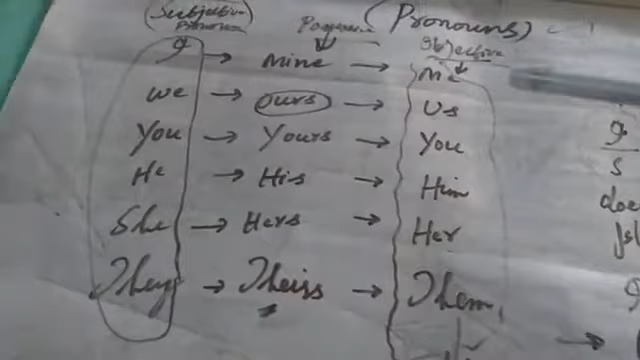 (Subjective Pronoun) Possessive (Pronouns)
Objective
I → Mine → Me
We → Ours → Us
You → Yours → You
He → His → Him
She → Hers → Her
They → Theirs → Them,